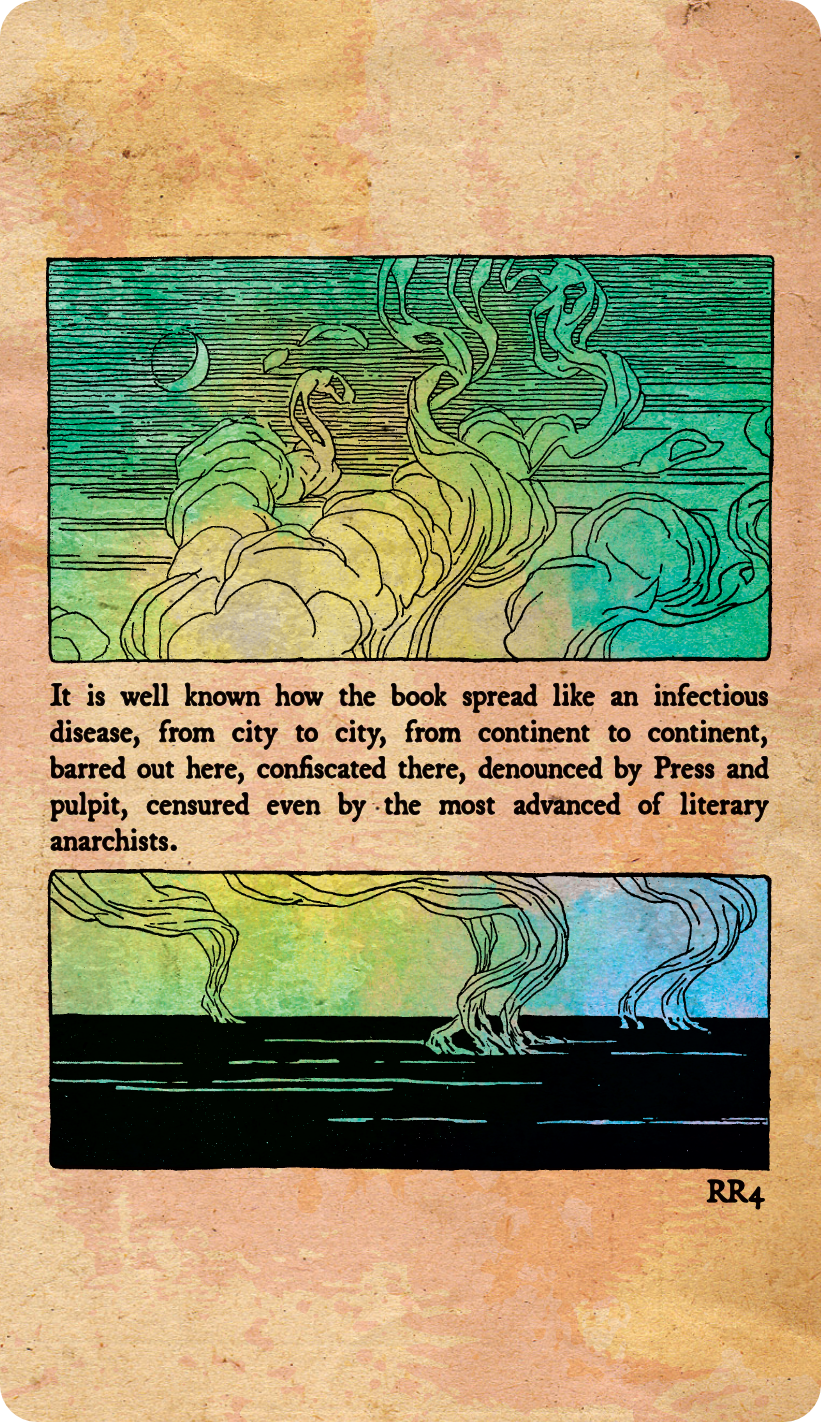 It is well known how the book spread like an infectious
disease, from city to city, from continent to continent,
barred out here, confiscated there, denounced by Press and
pulpit, censured even by the most advanced of literary
anarchists.
RR4